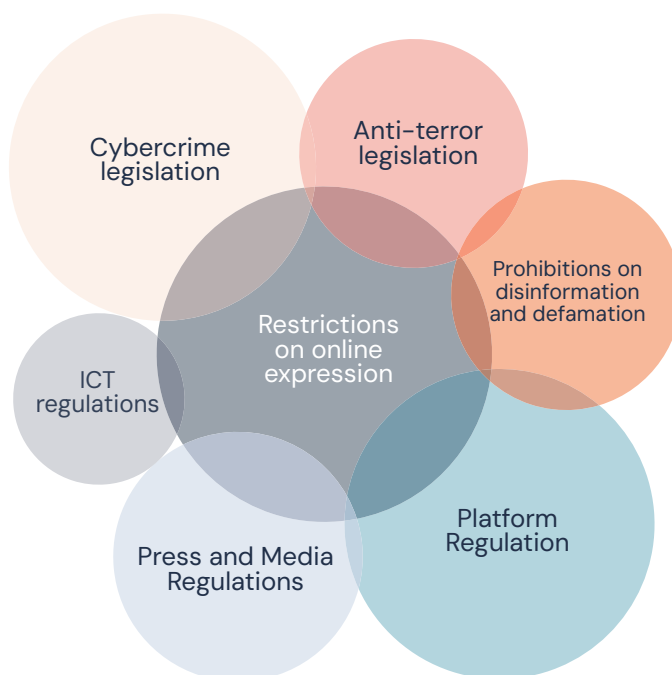 Cybercrime
legislation
Anti-terror
legislation
Prohibitions on
disinformation
and defamation
Restrictions
on online
expression
ICT
regulations
Platform
Regulation
Press and Media
Regulations